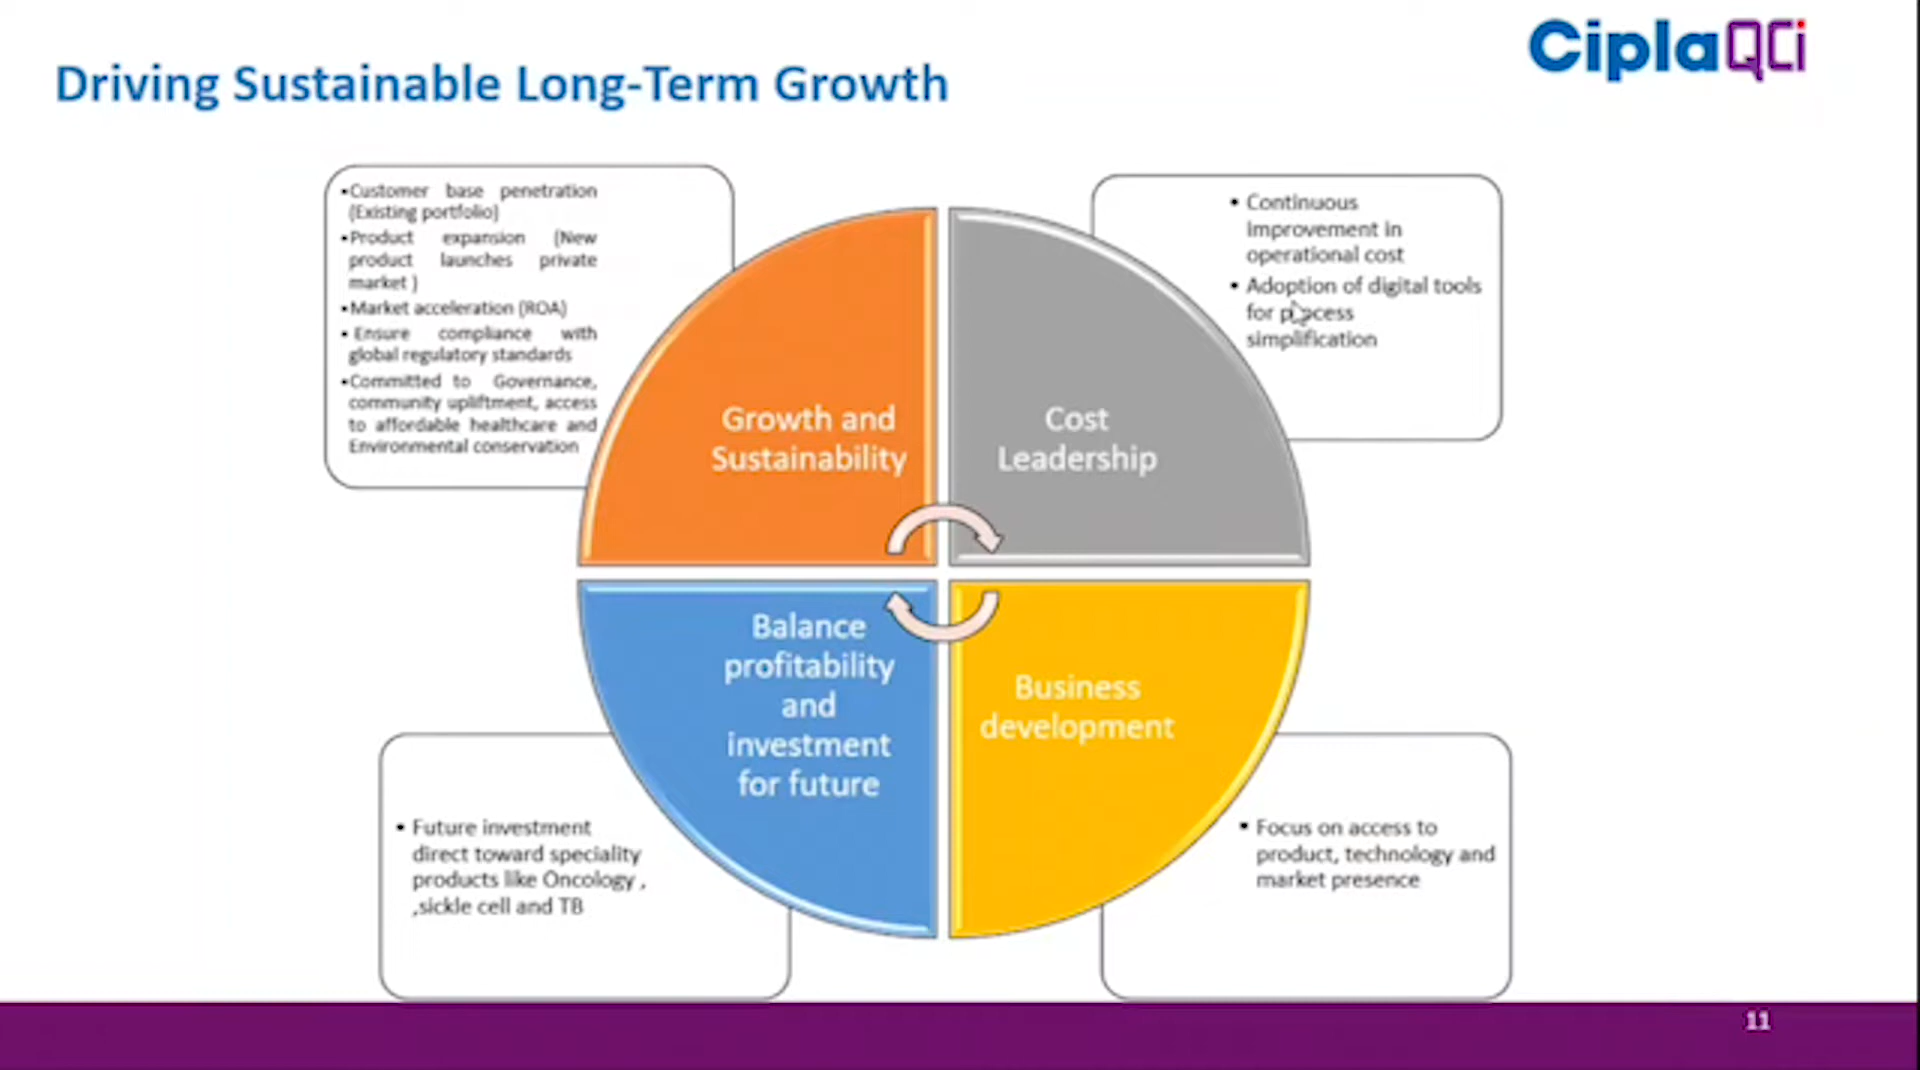 Driving Sustainable Long-Term Growth
CiplaQCi
•Customer base penetration
(Existing portfolio)
•Product expansion (New
product launches private
market )
•Market acceleration (ROA)
• Ensure compliance with
global regulatory standards
•Committed to Governance,
community upliftment, access
to affordable healthcare and
Environmental conservation
• Continuous
improvement in
operational cost
• Adoption of digital tools
for process
simplification
Growth and
Sustainability
Cost
Leadership
Balance
profitability
and
investment
for future
Business
development
• Future investment
direct toward speciality
products like Oncology ,
,sickle cell and TB
• Focus on access to
product, technology and
market presence
11